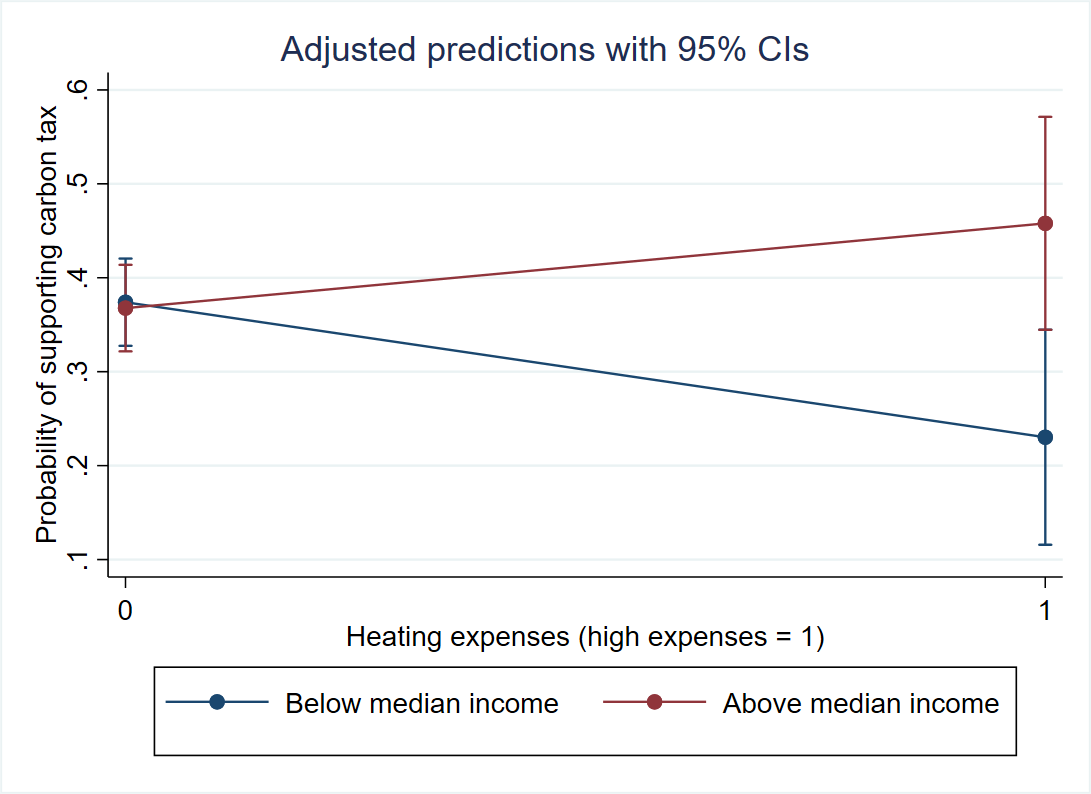 Adjusted predictions with 95% CIs
Probability of supporting carbon tax
.6
.5
.4
.3
.2
.1
0 1
Heating expenses (high expenses = 1)
Below median income Above median income